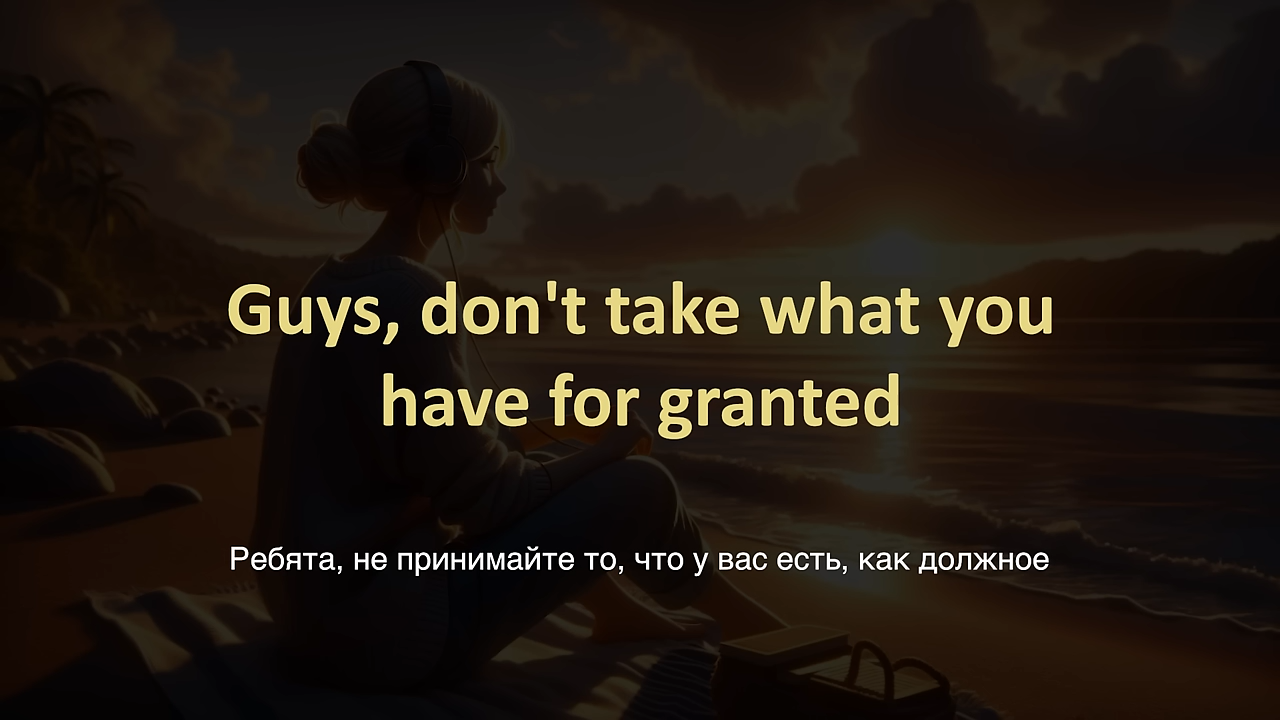 Guys, don't take what you
have for granted
Ребята, не принимайте то, что у вас есть, как должное